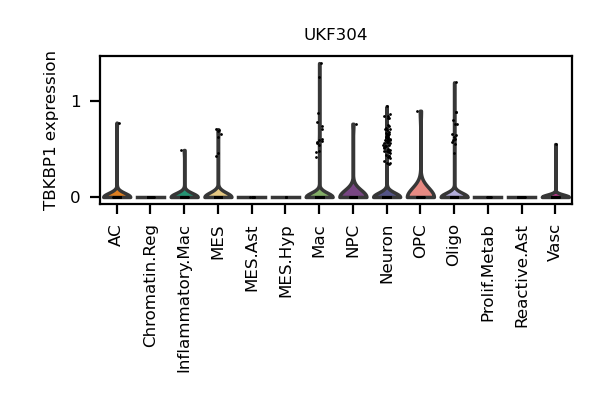 UKF304
TBKBP1 expression
1
0
AC
Chromatin.Reg
Inflammatory.Mac
MES
MES.Ast
MES.Hyp
Mac
NPC
Neuron
OPC
Oligo
Prolif.Metab
Reactive.Ast
Vasc